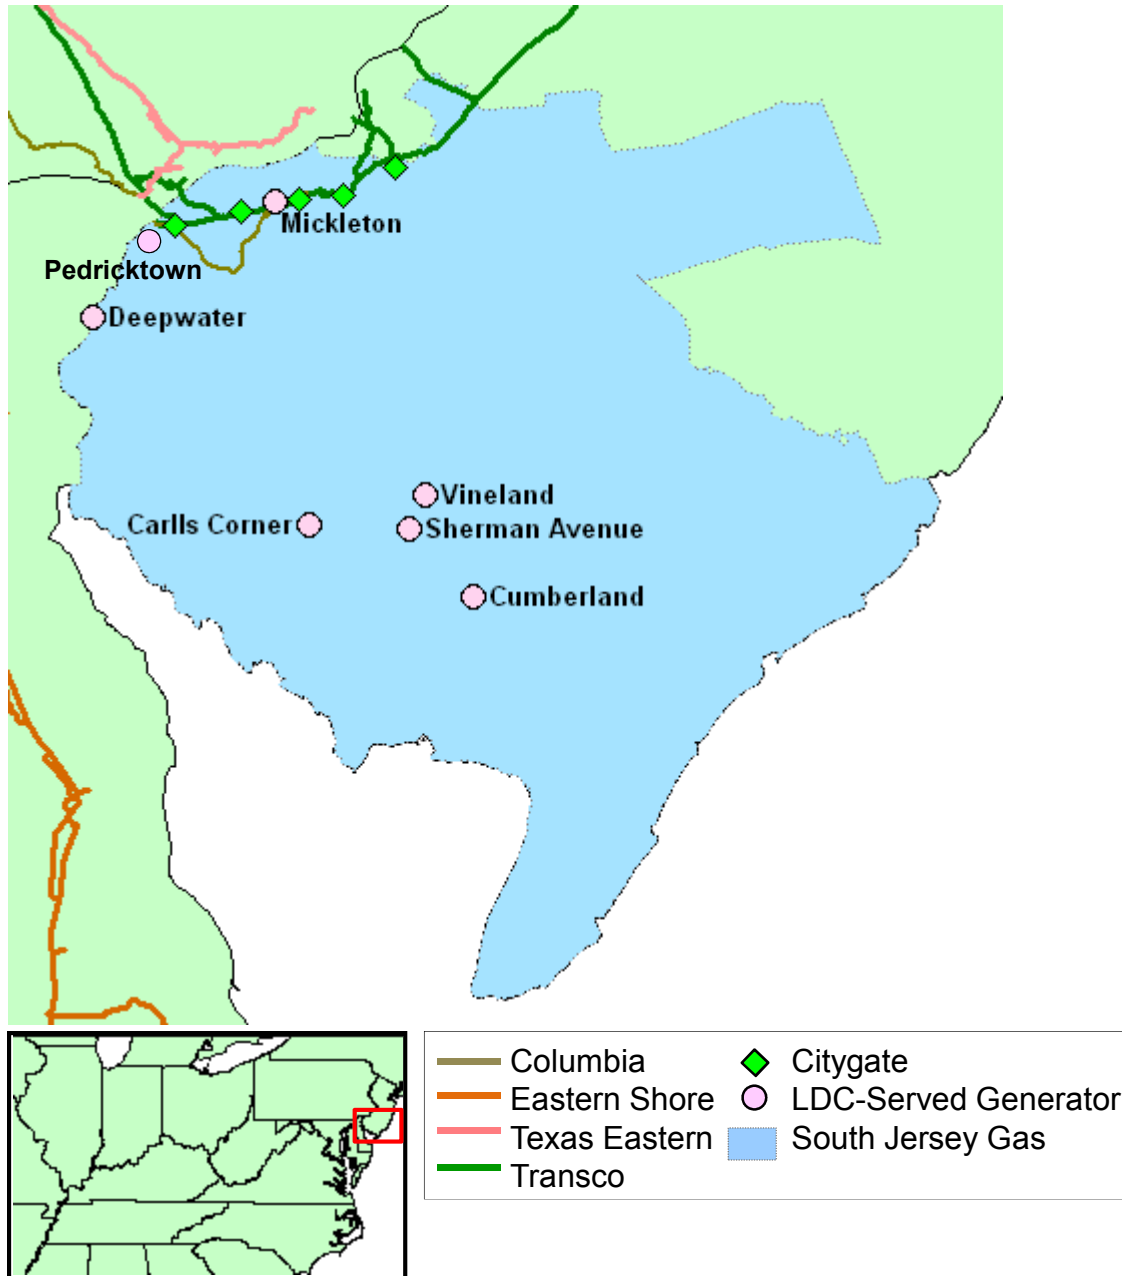 Mickleton
Pedricktown
Deepwater
Vineland
Carlls Corner
Sherman Avenue
Cumberland
Columbia
Eastern Shore
Texas Eastern
Transco
Citygate
LDC-Served Generator
South Jersey Gas